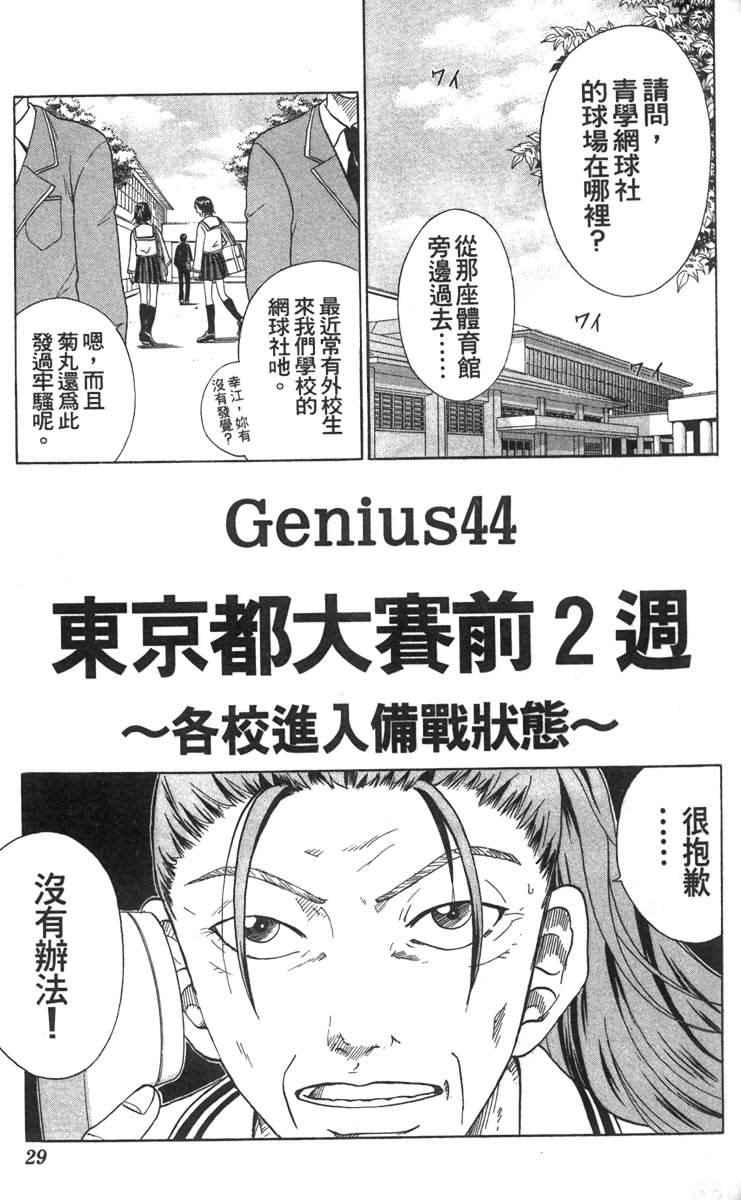 請問，
青學網球社
的球場在哪裡？
ワイ
從那座體育館
旁邊過去……
ワイ
最近常有外校生
來我們學校的
網球社吔。
幸江，妳有
沒有發覺？
嗯，而且
菊丸還為此
發過牢騷呢。
Genius44
東京都大賽前2週
～各校進入備戰狀態～
很抱歉
……
沒有辦法！
29